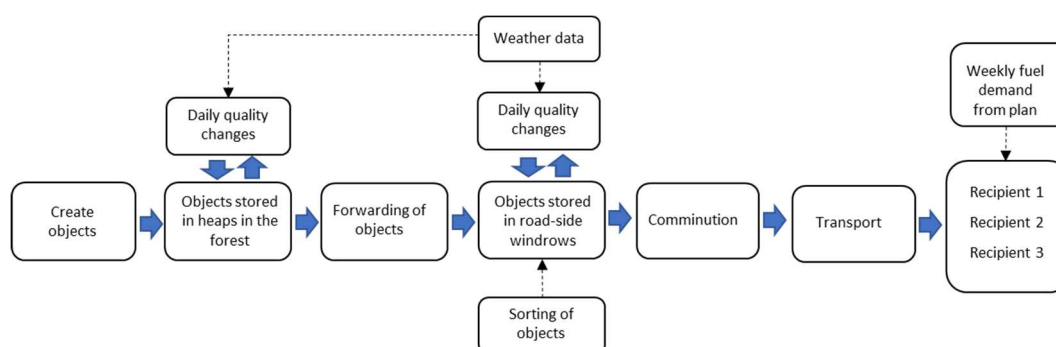 Weather data
Weekly fuel
demand
from plan
Daily quality
changes
Daily quality
changes
Create
objects
Objects stored
in heaps in the
forest
Forwarding of
objects
Objects stored
in road-side
windrows
Comminution
Transport
Recipient 1
Recipient 2
Recipient 3
Sorting of
objects